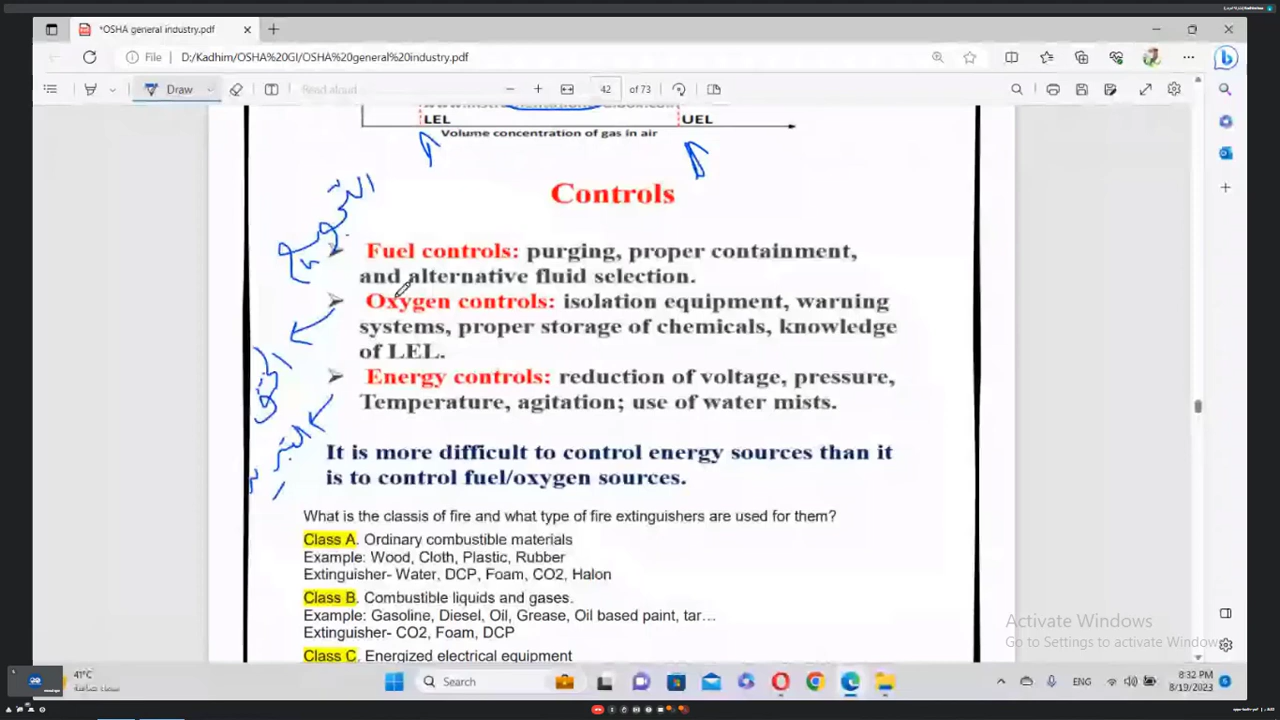 *OSHA general industry.pdf
File D:/Kadhim/OSHA%20GI/OSHA%20general%20industry.pdf
Draw Read aloud 42 of 73
LEL UEL
Volume concentration of gas in air
Controls
Fuel controls: purging, proper containment,
and alternative fluid selection.
Oxygen controls: isolation equipment, warning
systems, proper storage of chemicals, knowledge
of LEL.
Energy controls: reduction of voltage, pressure,
Temperature, agitation; use of water mists.
It is more difficult to control energy sources than it
is to control fuel/oxygen sources.
What is the classis of fire and what type of fire extinguishers are used for them?
Class A. Ordinary combustible materials
Example: Wood, Cloth, Plastic, Rubber
Extinguisher- Water, DCP, Foam, CO2, Halon
Class B. Combustible liquids and gases.
Example: Gasoline, Diesel, Oil, Grease, Oil based paint, tar…
Extinguisher- CO2, Foam, DCP
Class C. Energized electrical equipment
Activate Windows
Go to Settings to activate Windows.
41°C
Search
ENG
8:32 PM
8/19/2023